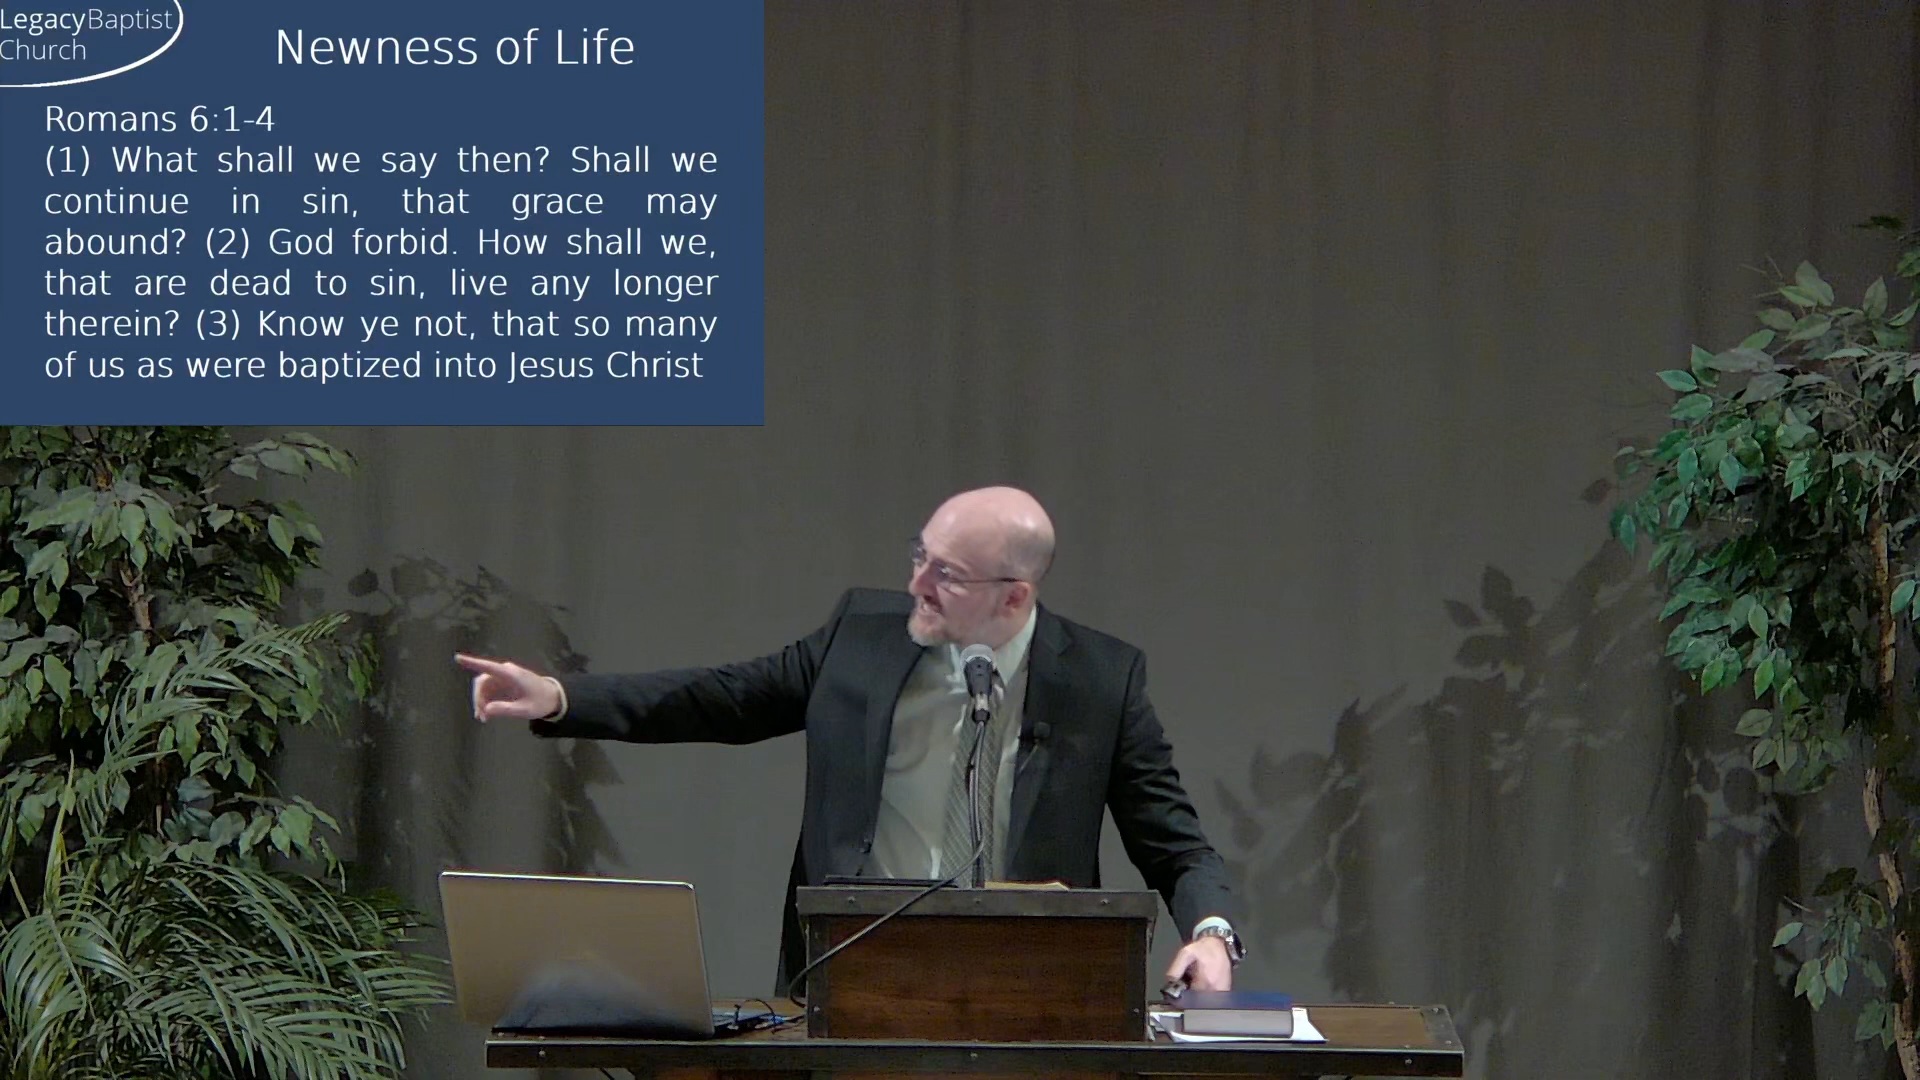 LegacyBaptist
Church
Newness of Life
Romans 6:1-4
(1) What shall we say then? Shall we
continue in sin, that grace may
abound? (2) God forbid. How shall we,
that are dead to sin, live any longer
therein? (3) Know ye not, that so many
of us as were baptized into Jesus Christ